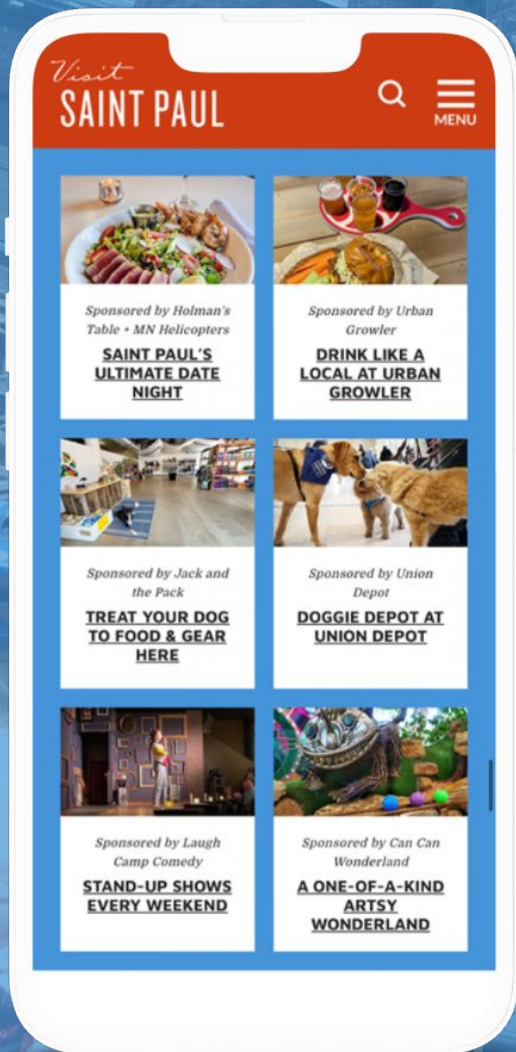 Visit
SAINT PAUL
MENU
Sponsored by Holman's
Table + MN Helicopters
SAINT PAUL'S
ULTIMATE DATE
NIGHT
Sponsored by Urban
Growler
DRINK LIKE A
LOCAL AT URBAN
GROWLER
Sponsored by Jack and
the Pack
TREAT YOUR DOG
TO FOOD & GEAR
HERE
Sponsored by Union
Depot
DOGGIE DEPOT AT
UNION DEPOT
Sponsored by Laugh
Camp Comedy
STAND-UP SHOWS
EVERY WEEKEND
Sponsored by Can Can
Wonderland
A ONE-OF-A-KIND
ARTSY
WONDERLAND